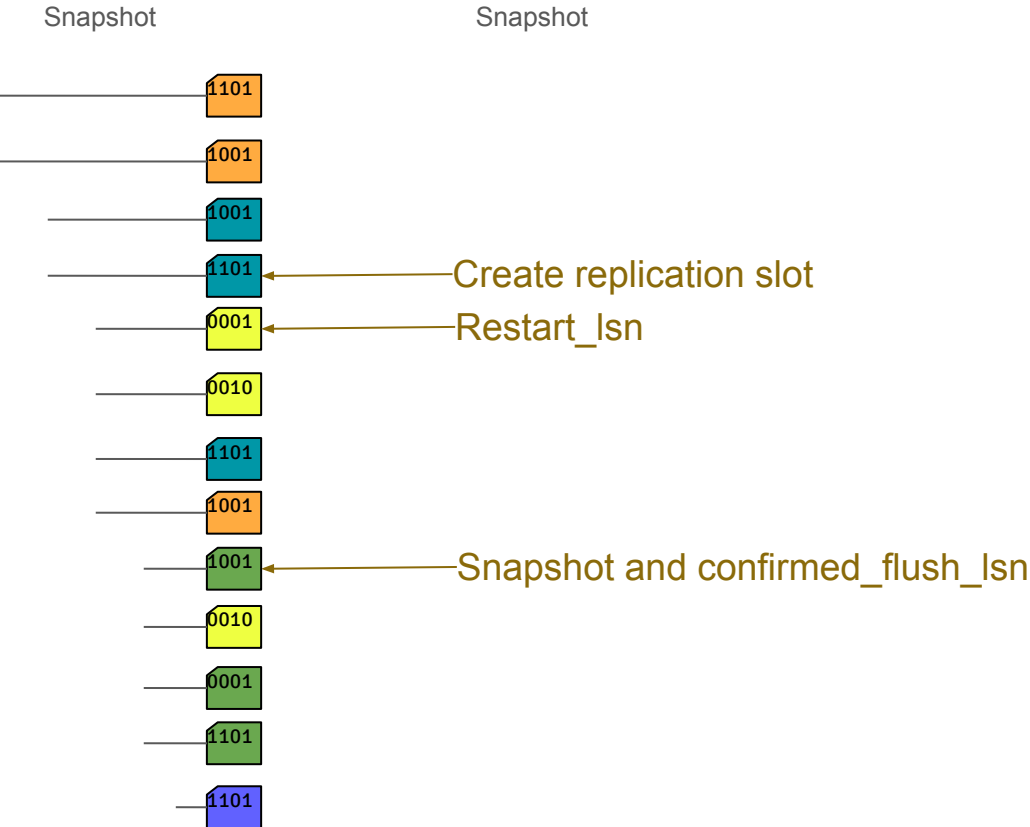 Snapshot Snapshot
1101
1001
1001
1101 Create replication slot
0001 Restart_lsn
0010
1101
1001
1001 Snapshot and confirmed_flush_lsn
0010
0001
1101
1101